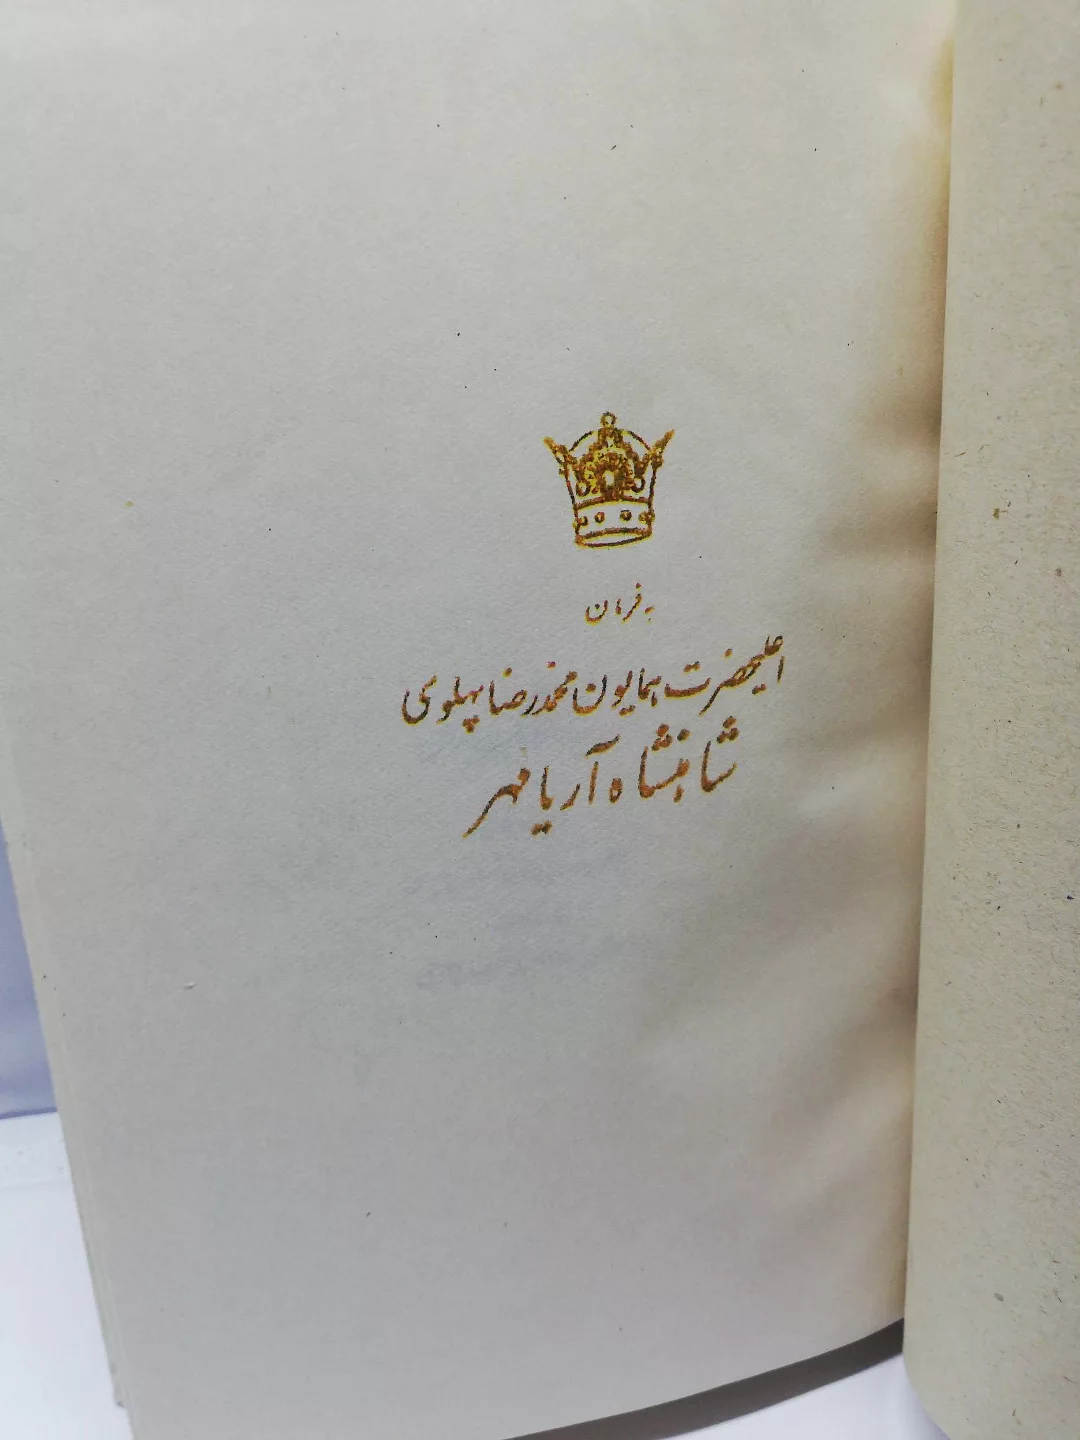 به فرمان
اعلیحضرت همایون محمدرضا پهلوی
شاهنشاه آریامهر